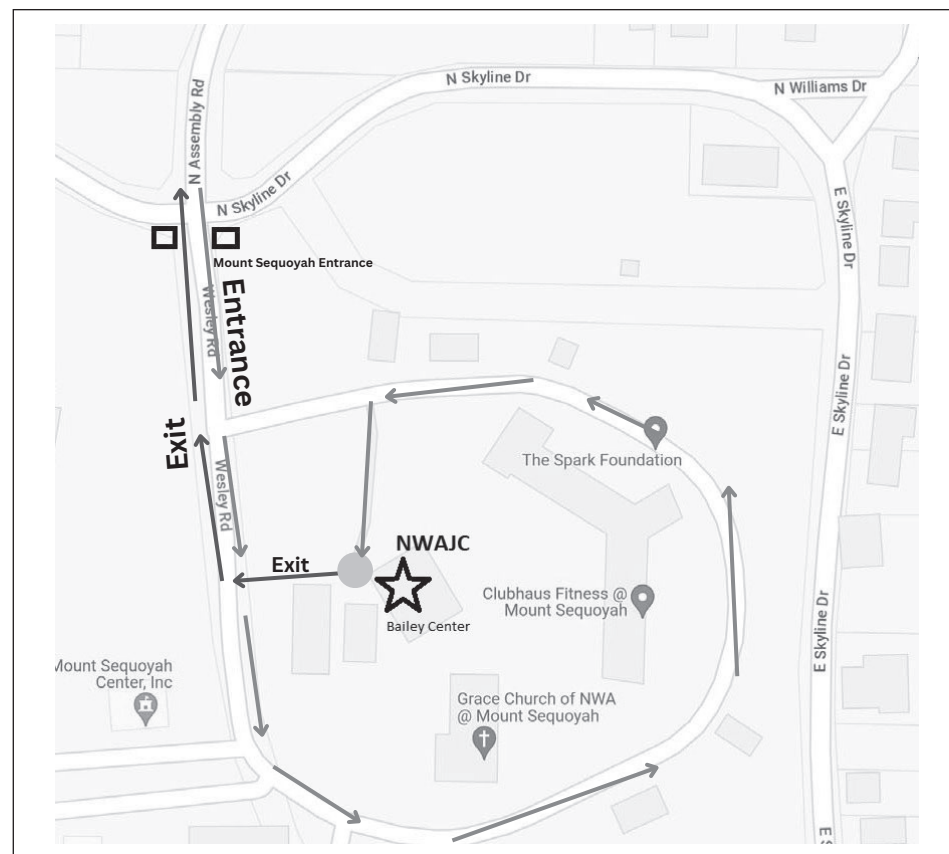 N Skyline Dr
N Williams Dr
N Assembly Rd
N Skyline Dr
E Skyline Dr
Mount Sequoyah Entrance
Wesley Rd
Entrance
E Skyline Dr
Exit
The Spark Foundation
Wesley Rd
NWAJC
Exit
Clubhaus Fitness @
Mount Sequoyah
Bailey Center
E Skyline Dr
Mount Sequoyah
Center, Inc
Grace Church of NWA
@ Mount Sequoyah
E S